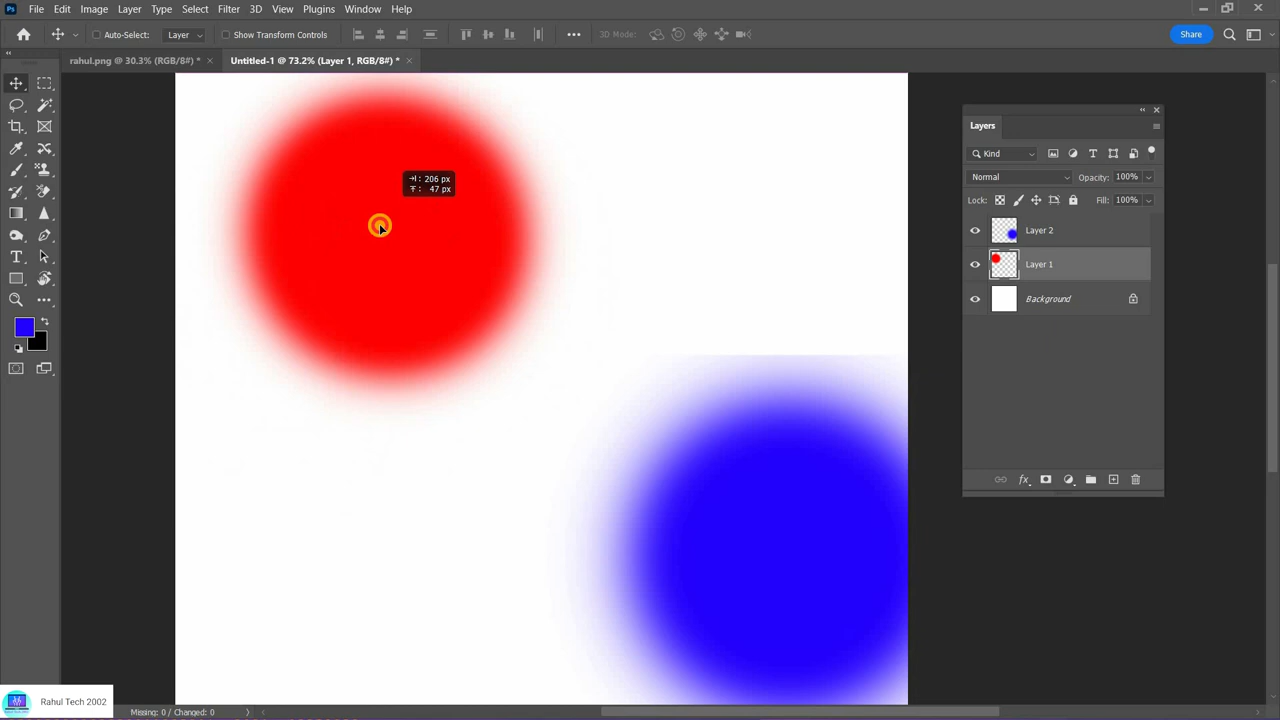 File Edit Image Layer Type Select Filter 3D View Plugins Window Help
Auto-Select: Layer Show Transform Controls 3D Mode: Share
rahul.png @ 30.3% (RGB/8#) * Untitled-1 @ 73.2% (Layer 1, RGB/8#) *
Layers
Kind
Normal Opacity: 100%
Lock: Fill: 100%
Layer 2
Layer 1
Background
206 px
47 px
Rahul Tech 2002
Missing: 0 / Changed: 0